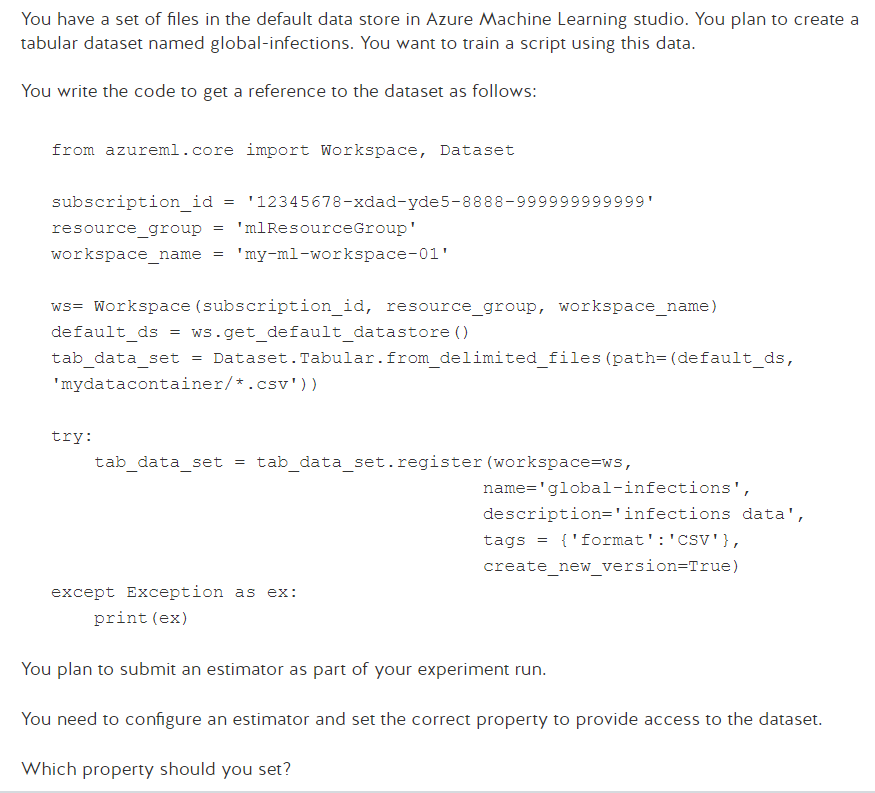 You have a set of files in the default data store in Azure Machine Learning studio. You plan to create a
tabular dataset named global-infections. You want to train a script using this data.
You write the code to get a reference to the dataset as follows:
from azureml.core import Workspace, Dataset
subscription_id = '12345678-xdad-yde5-8888-999999999999'
resource_group = 'mlResourceGroup'
workspace_name = 'my-ml-workspace-01'
ws= Workspace(subscription_id, resource_group, workspace_name)
default_ds = ws.get_default_datastore()
tab_data_set = Dataset.Tabular.from_delimited_files(path=(default_ds,
'mydatacontainer/*.csv'))
try:
tab_data_set = tab_data_set.register(workspace=ws,
name='global-infections',
description='infections data',
tags = {'format':'CSV'},
create_new_version=True)
except Exception as ex:
print(ex)
You plan to submit an estimator as part of your experiment run.
You need to configure an estimator and set the correct property to provide access to the dataset.
Which property should you set?